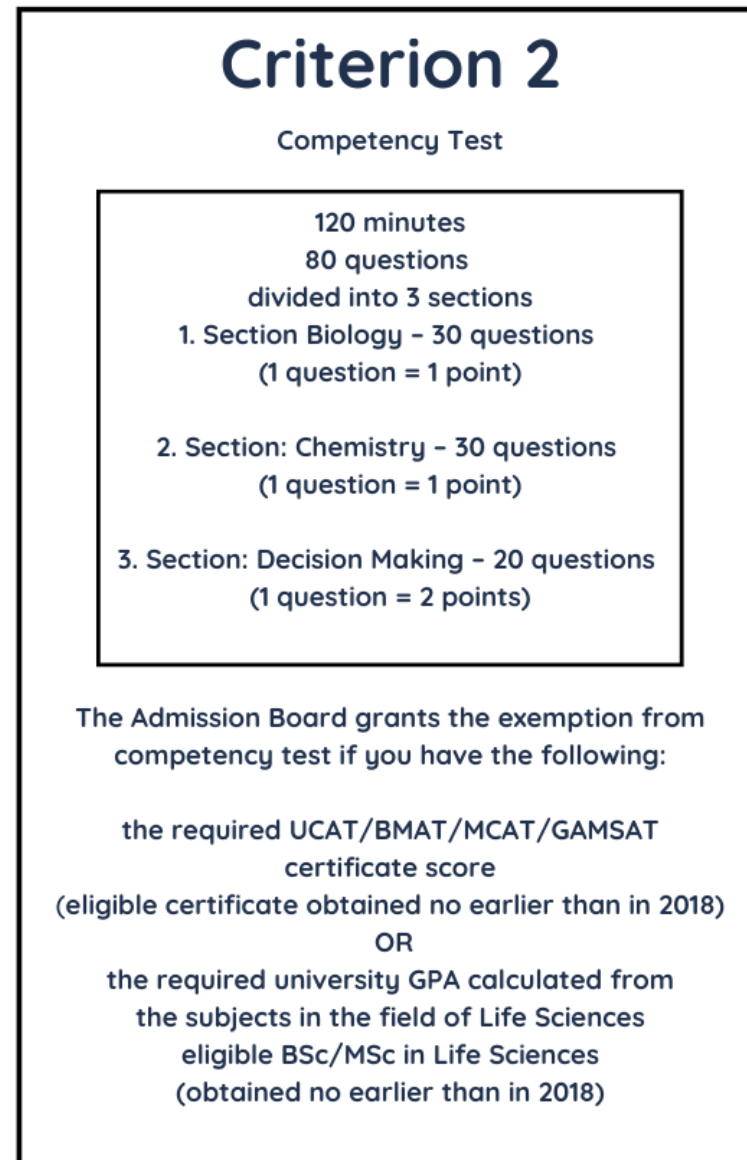 Criterion 2
Competency Test
120 minutes
80 questions
divided into 3 sections
1. Section Biology – 30 questions
(1 question = 1 point)
2. Section: Chemistry – 30 questions
(1 question = 1 point)
3. Section: Decision Making – 20 questions
(1 question = 2 points)
The Admission Board grants the exemption from
competency test if you have the following:
the required UCAT/BMAT/MCAT/GAMSAT
certificate score
(eligible certificate obtained no earlier than in 2018)
OR
the required university GPA calculated from
the subjects in the field of Life Sciences
eligible BSc/MSc in Life Sciences
(obtained no earlier than in 2018)